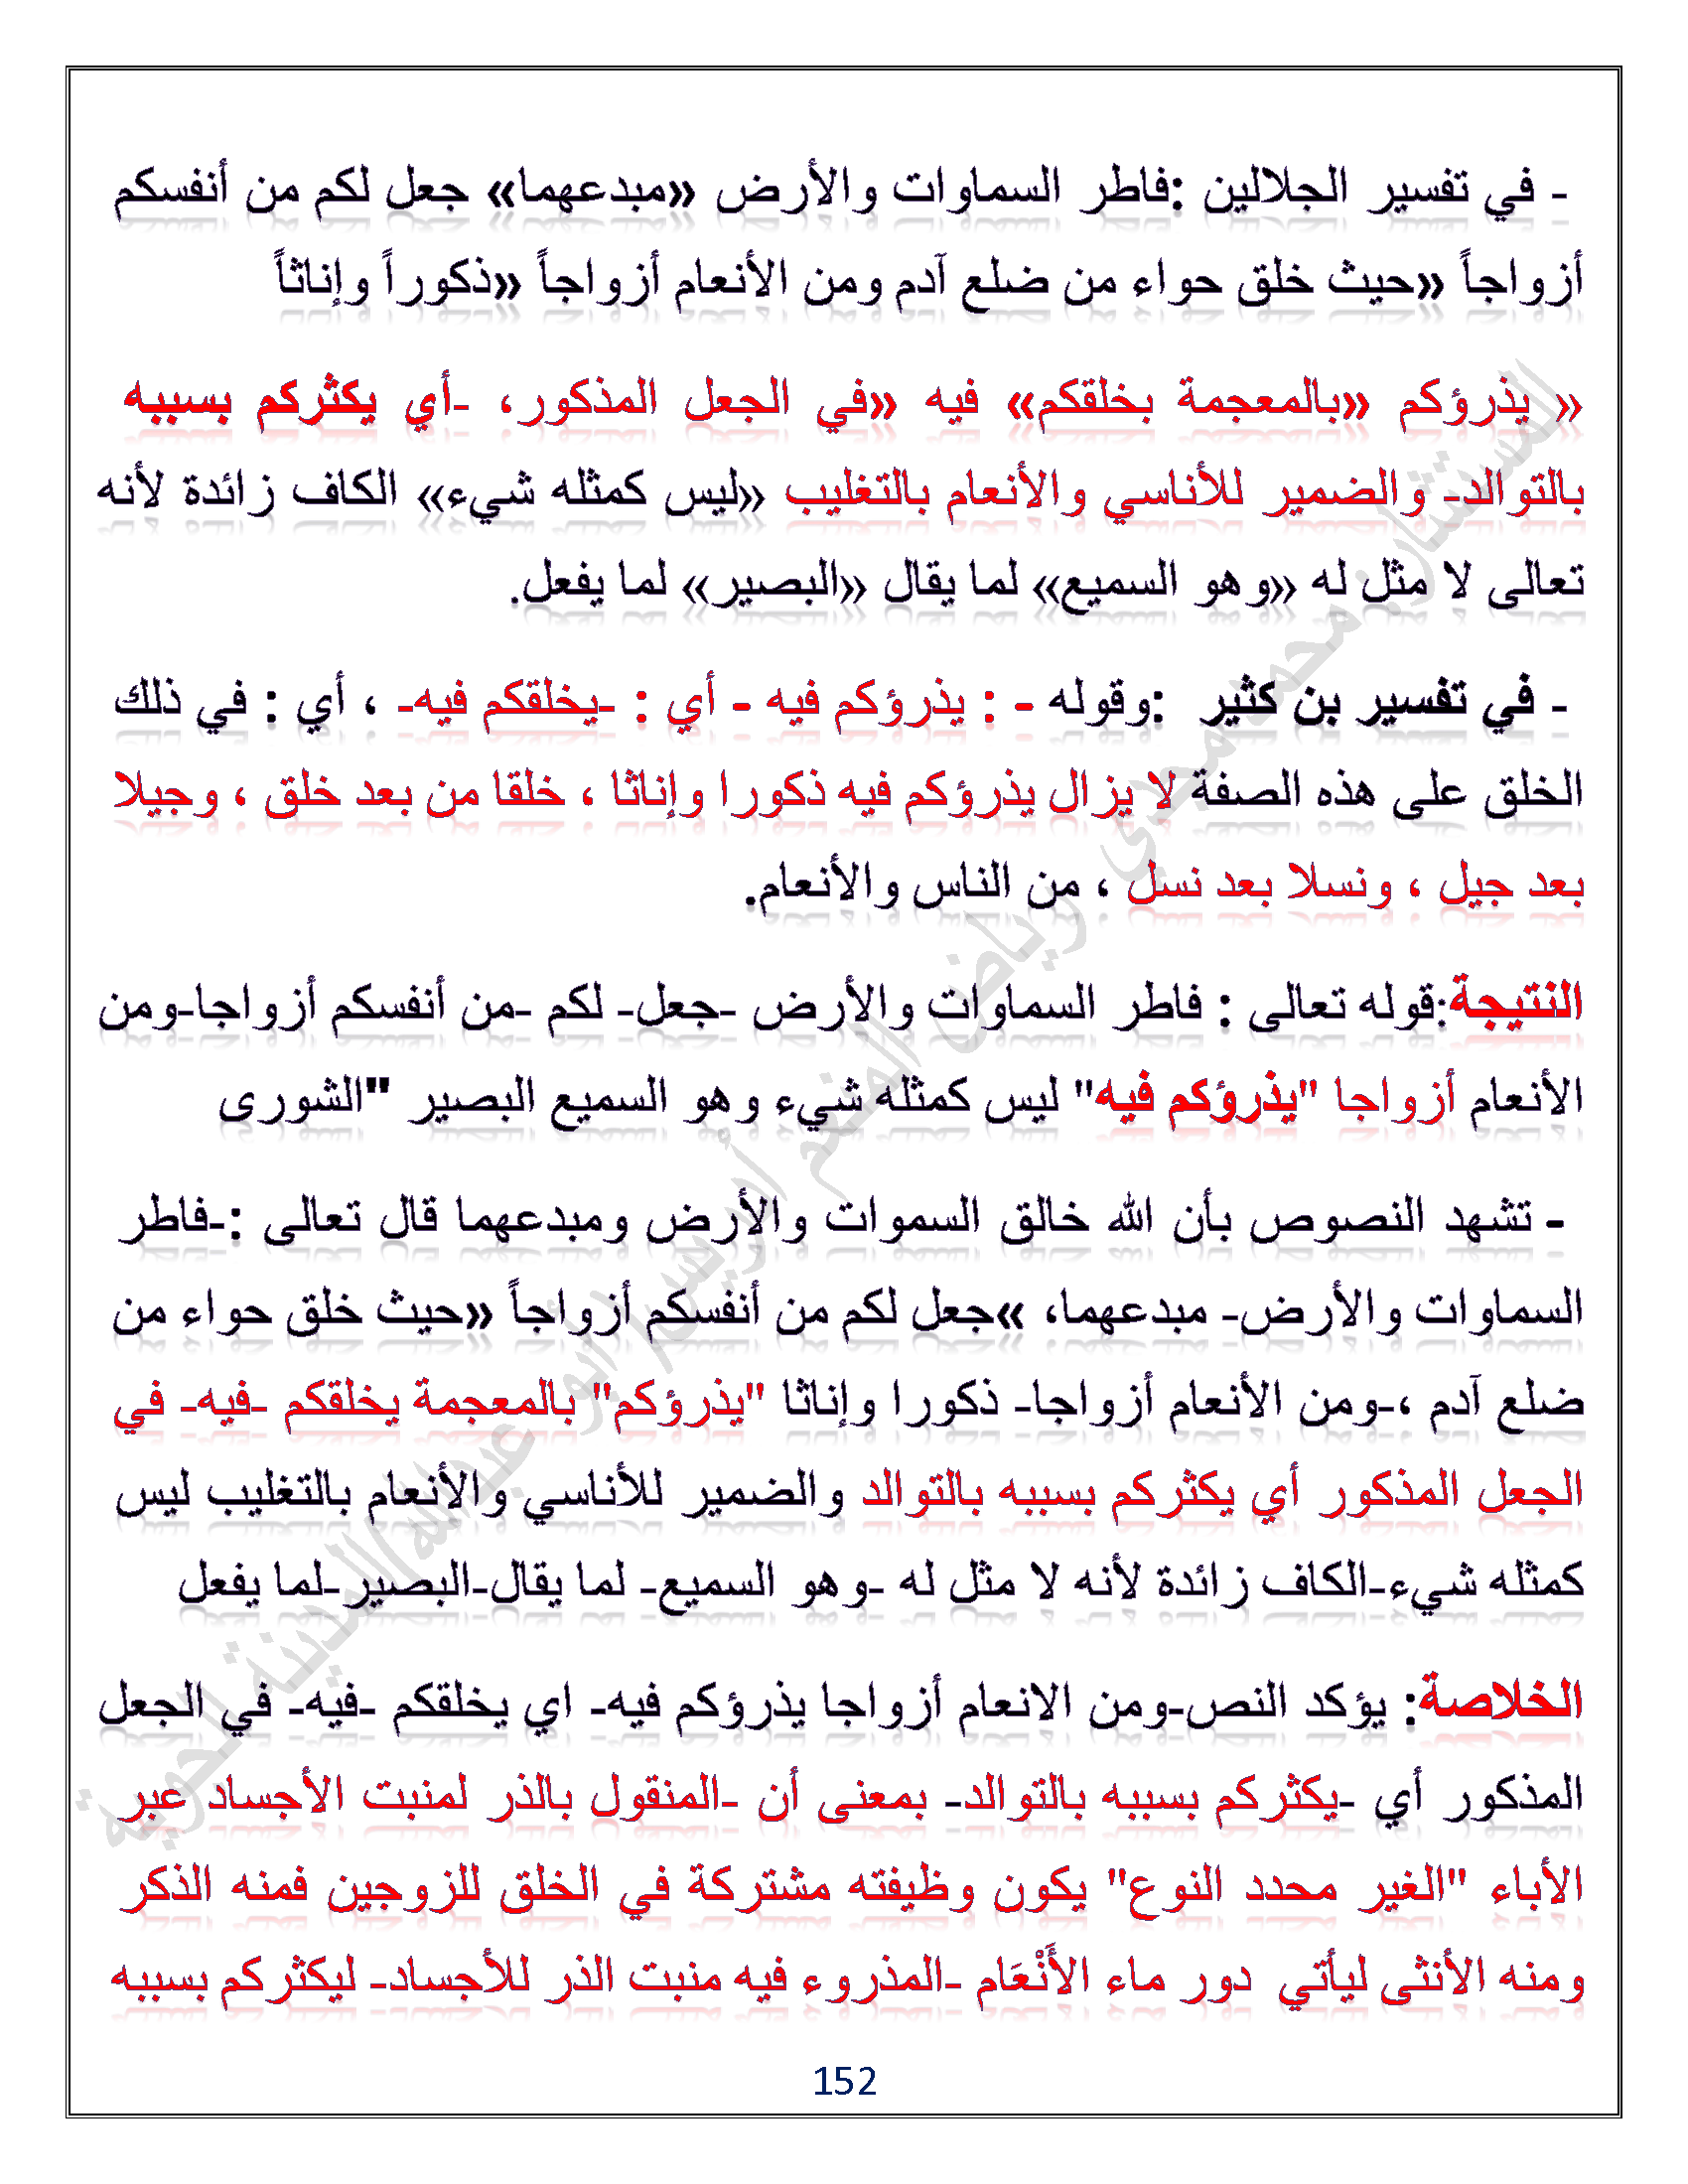 - في تفسير الجلالين :فاطر السماوات والأرض «مبدعهما» جعل لكم من أنفسكم
أزواجاً «حيث خلق حواء من ضلع آدم ومن الأنعام أزواجاً «ذكوراً وإناثاً
» يذرؤكم «بالمعجمة بخلقكم» فيه «في الجعل المذكور، -أي يكثركم بسببه
بالتوالد- والضمير للأناسي والأنعام بالتغليب «ليس كمثله شيء» الكاف زائدة لأنه
تعالى لا مثل له «وهو السميع» لما يقال «البصير» لما يفعل.
- في تفسير بن كثير :وقوله - : يذرؤكم فيه - أي : -يخلقكم فيه- ، أي : في ذلك
الخلق على هذه الصفة لا يزال يذرؤكم فيه ذكورا وإناثا ، خلقا من بعد خلق ، وجيلا
بعد جيل ، ونسلا بعد نسل ، من الناس والأنعام.
النتيجة:قوله تعالى : فاطر السماوات والأرض -جعل- لكم -من أنفسكم أزواجا-ومن
الأنعام أزواجا "يذرؤكم فيه" ليس كمثله شيء وهو السميع البصير "الشورى
- تشهد النصوص بأن الله خالق السموات والأرض ومبدعهما قال تعالى :-فاطر
السماوات والأرض- مبدعهما، »جعل لكم من أنفسكم أزواجاً «حيث خلق حواء من
ضلع آدم ،-ومن الأنعام أزواجا- ذكورا وإناثا "يذرؤكم" بالمعجمة يخلقكم -فيه- في
الجعل المذكور أي يكثركم بسببه بالتوالد والضمير للأناسي والأنعام بالتغليب ليس
كمثله شيء-الكاف زائدة لأنه لا مثل له -وهو السميع- لما يقال-البصير-لما يفعل
الخلاصة: يؤكد النص-ومن الانعام أزواجا يذرؤكم فيه- اي يخلقكم -فيه- في الجعل
المذكور أي -يكثركم بسببه بالتوالد- بمعنى أن -المنقول بالذر لمنبت الأجساد عبر
الأباء "الغير محدد النوع" يكون وظيفته مشتركة في الخلق للزوجين فمنه الذكر
ومنه الأنثى ليأتي دور ماء الأَنْعَام -المذروء فيه منبت الذر للأجساد- ليكثركم بسببه
152